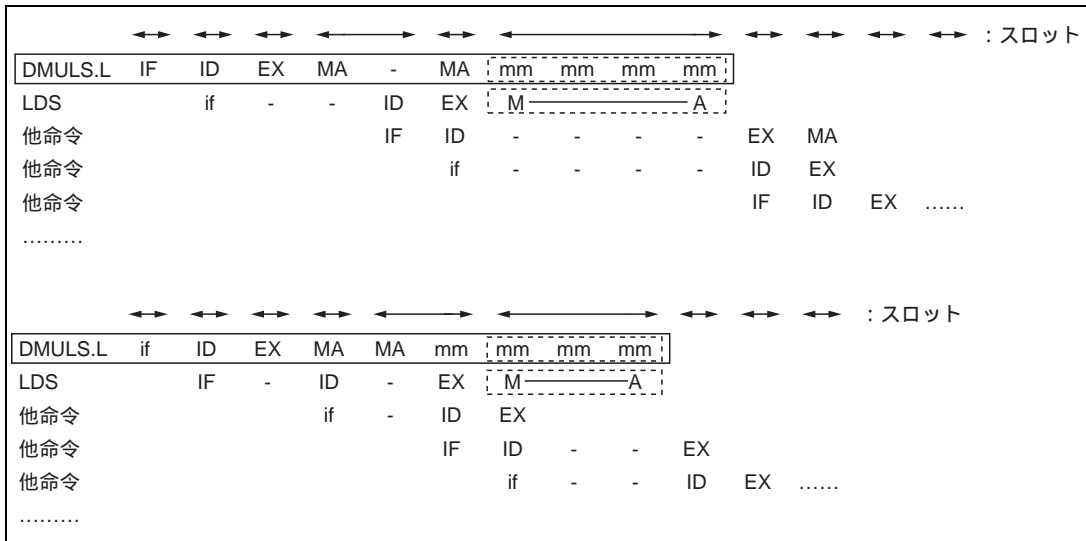 ：スロット
DMULS.L IF ID EX MA - MA mm mm mm mm
LDS if - - ID EX M A
他命令 IF ID - - - - EX MA
他命令 if - - - - ID EX
他命令 IF ID EX ……
………
：スロット
DMULS.L if ID EX MA MA mm mm mm mm
LDS IF - ID - EX M A
他命令 if - ID EX
他命令 IF ID - - EX
他命令 if - - ID EX ……
………